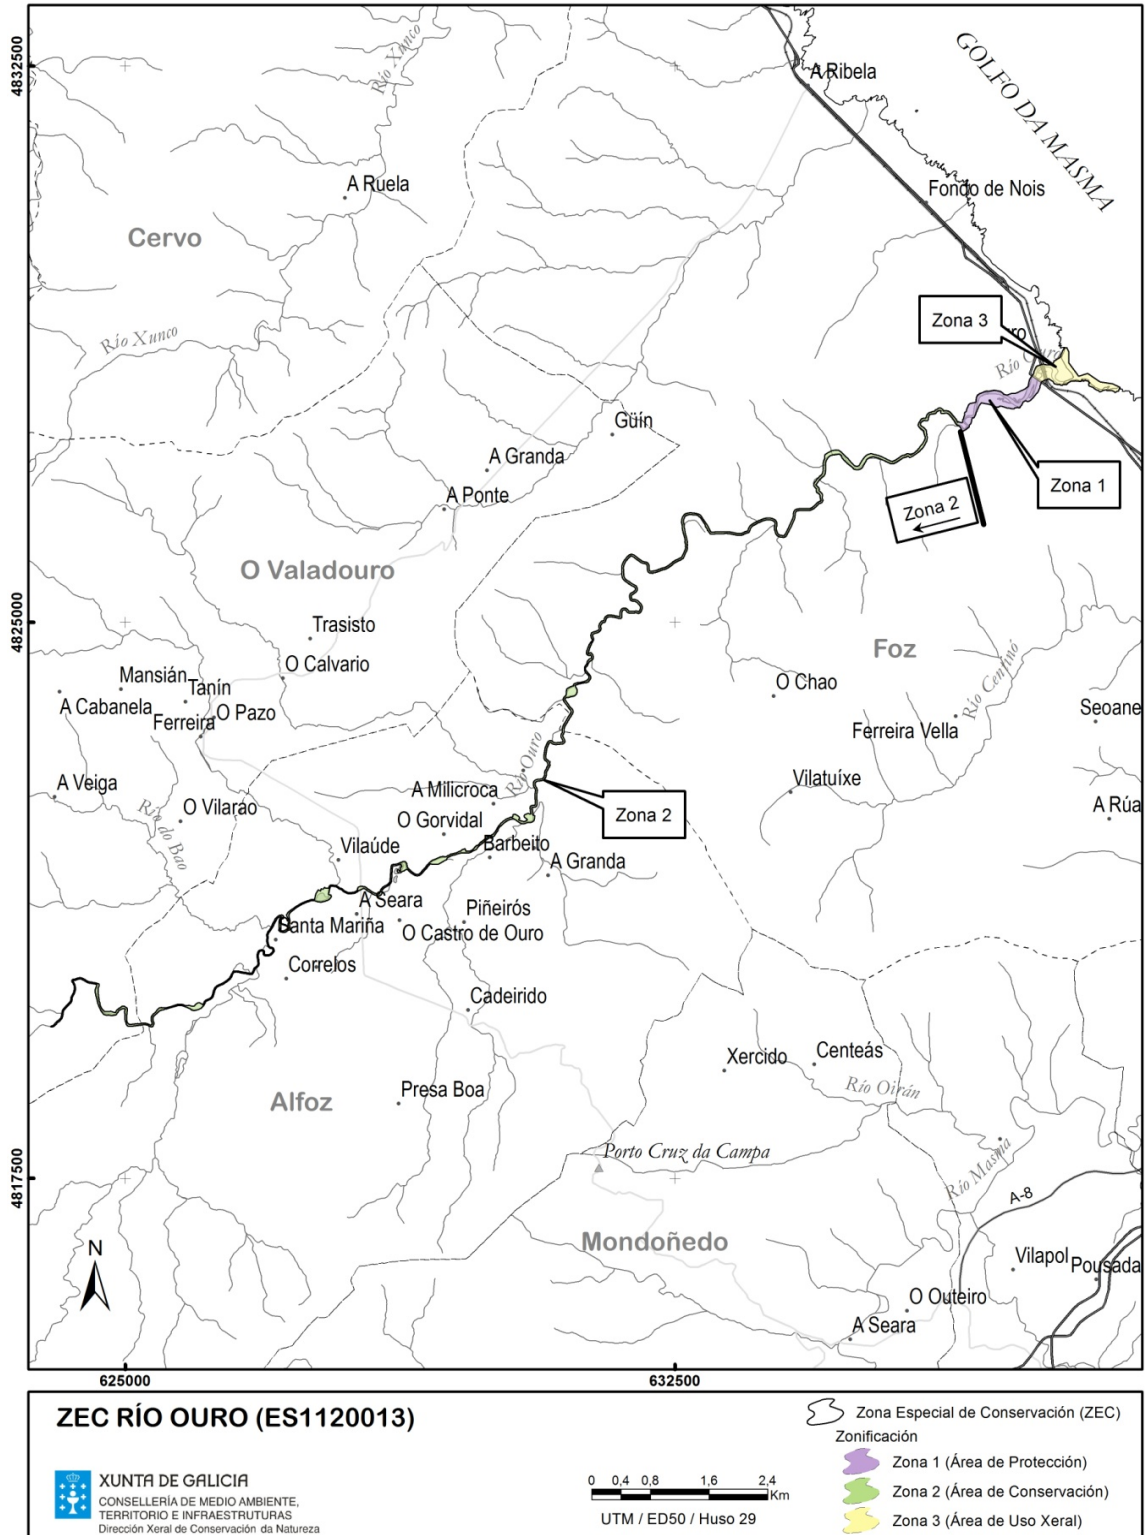 4832500
4825000
4817500
625000
632500
GOLFO DA MASMA
A Ribela
Río Xunco
A Ruela
Fondo de Nois
Cervo
Zona 3
Río Xunco
Río Ouro
Güín
A Granda
Zona 1
A Ponte
Zona 2
O Valadouro
Trasisto
Foz
O Calvario
Mansián
Tanín
O Chao
Río Centiño
A Cabanela
Ferreira
O Pazo
Ferreira Vella
Seoane
Río Ouro
A Veiga
A Milicroca
Vilatuíxe
O Vilarao
Río do Bao
O Gorvidal
Zona 2
A Rúa
Vilaúde
Barbeito
A Granda
A Seara
Santa Mariña
Piñeirós
O Castro de Ouro
Correlos
Cadeirido
Xercido
Centeás
Río Oirán
Alfoz
Presa Boa
Porto Cruz da Campa
Río Masma
A-8
Mondoñedo
Vilapol
Pousada
O Outeiro
A Seara
N
ZEC RÍO OURO (ES1120013)
XUNTA DE GALICIA
CONSELLERÍA DE MEDIO AMBIENTE,
TERRITORIO E INFRAESTRUTURAS
Dirección Xeral de Conservación da Natureza
0 0,4 0,8 1,6 2,4
Km
UTM / ED50 / Huso 29
Zona Especial de Conservación (ZEC)
Zonificación
Zona 1 (Área de Protección)
Zona 2 (Área de Conservación)
Zona 3 (Área de Uso Xeral)